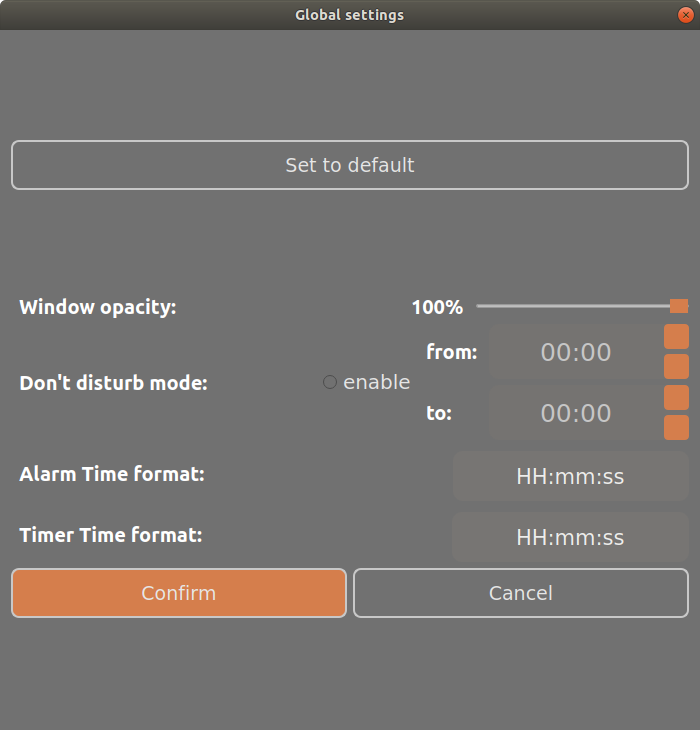 Global settings
Set to default
Window opacity: 100%
from: 00:00
Don't disturb mode: enable
to: 00:00
Alarm Time format: HH:mm:ss
Timer Time format: HH:mm:ss
Confirm Cancel